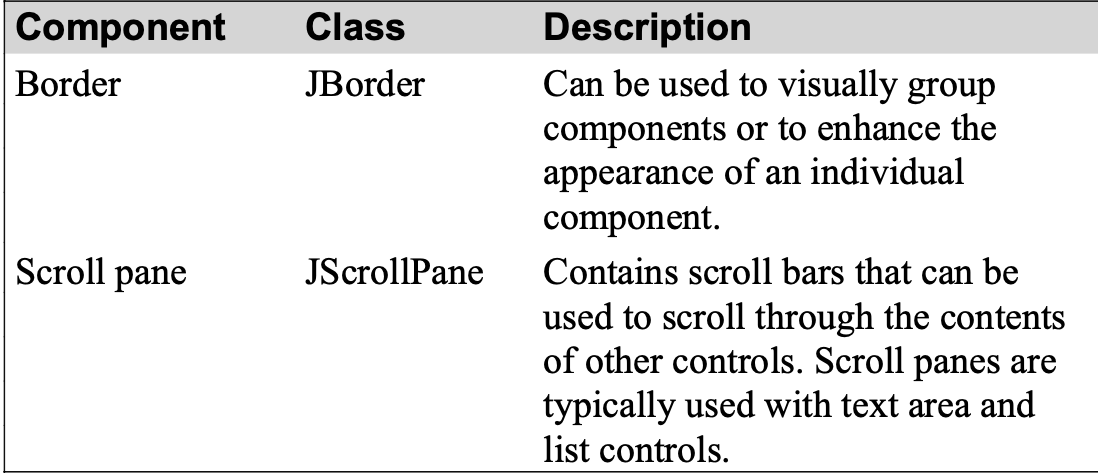 Component Class Description
Border JBorder Can be used to visually group
components or to enhance the
appearance of an individual
component.
Scroll pane JScrollPane Contains scroll bars that can be
used to scroll through the contents
of other controls. Scroll panes are
typically used with text area and
list controls.